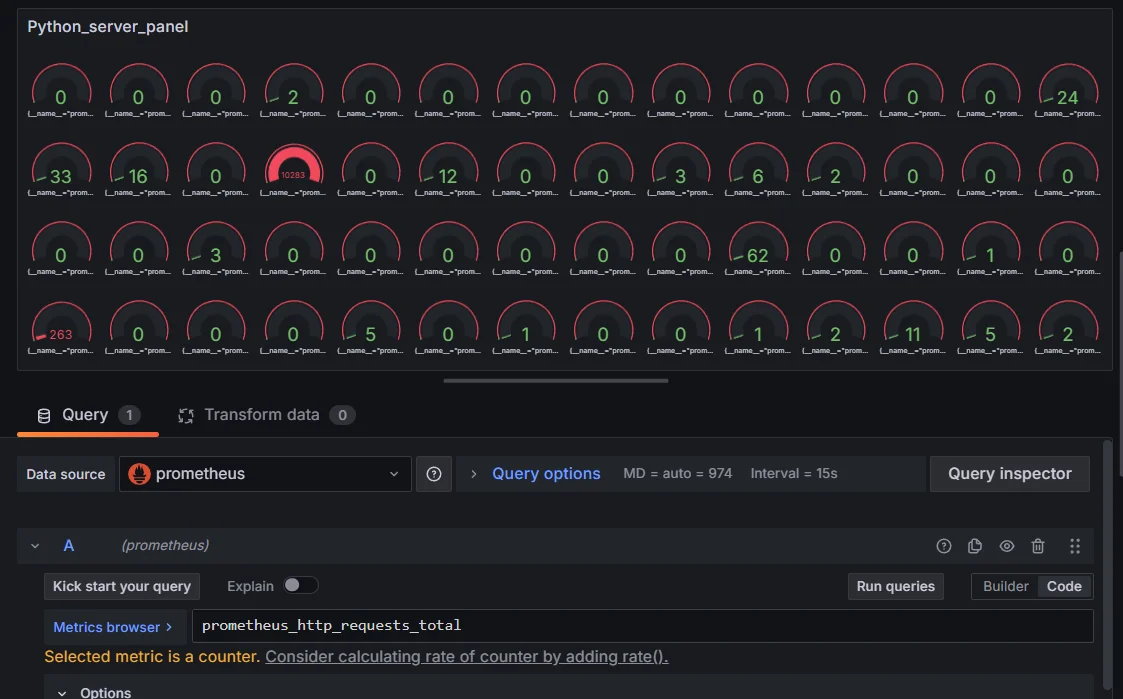 Python_server_panel
0 0 0 2 0 0 0 0 0 0 0 0 0 24
{__name__="prom... {__name__="prom... {__name__="prom... {__name__="prom... {__name__="prom... {__name__="prom... {__name__="prom... {__name__="prom... {__name__="prom... {__name__="prom... {__name__="prom... {__name__="prom... {__name__="prom... {__name__="prom...
33 16 0 10283 0 12 0 0 3 6 2 0 0 0
{__name__="prom... {__name__="prom... {__name__="prom... {__name__="prom... {__name__="prom... {__name__="prom... {__name__="prom... {__name__="prom... {__name__="prom... {__name__="prom... {__name__="prom... {__name__="prom... {__name__="prom... {__name__="prom...
0 0 3 0 0 0 0 0 0 62 0 0 1 0
{__name__="prom... {__name__="prom... {__name__="prom... {__name__="prom... {__name__="prom... {__name__="prom... {__name__="prom... {__name__="prom... {__name__="prom... {__name__="prom... {__name__="prom... {__name__="prom... {__name__="prom... {__name__="prom...
263 0 0 0 5 0 1 0 0 1 2 11 5 2
{__name__="prom... {__name__="prom... {__name__="prom... {__name__="prom... {__name__="prom... {__name__="prom... {__name__="prom... {__name__="prom... {__name__="prom... {__name__="prom... {__name__="prom... {__name__="prom... {__name__="prom... {__name__="prom...
Query 1 Transform data 0
Data source prometheus Query options MD = auto = 974 Interval = 15s Query inspector
A (prometheus)
Kick start your query Explain Run queries Builder Code
Metrics browser > prometheus_http_requests_total
Selected metric is a counter. Consider calculating rate of counter by adding rate().
Options